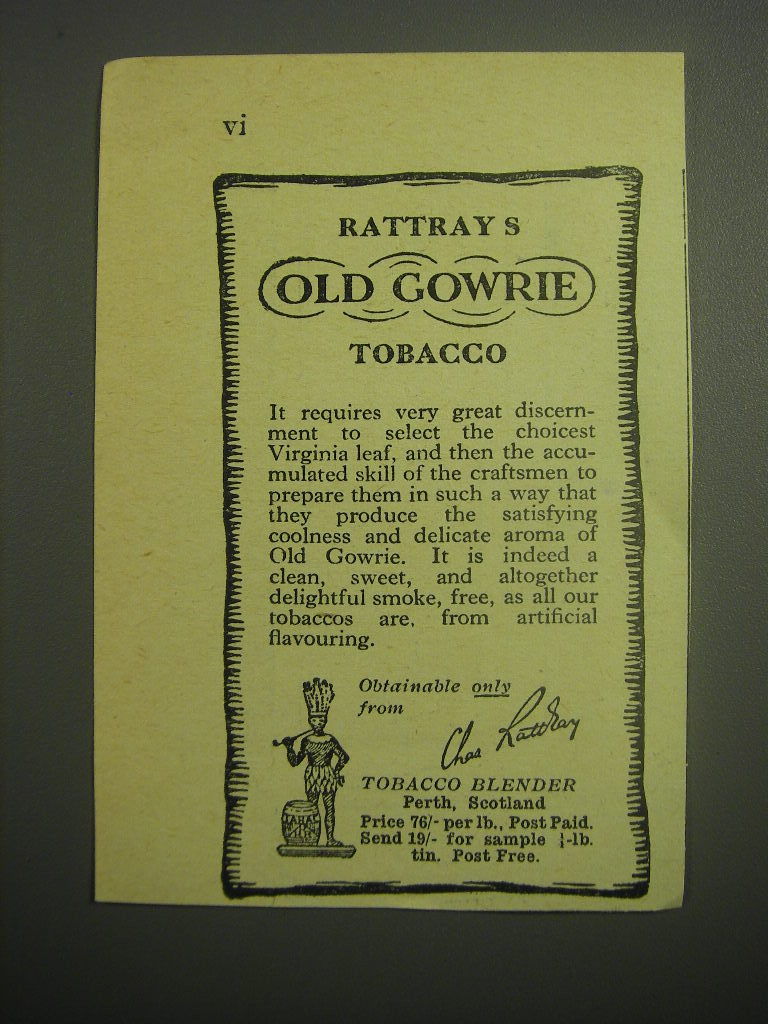 vi
RATTRAY S
OLD GOWRIE
TOBACCO
It requires very great discern-
ment to select the choicest
Virginia leaf, and then the accu-
mulated skill of the craftsmen to
prepare them in such a way that
they produce the satisfying
coolness and delicate aroma of
Old Gowrie. It is indeed a
clean, sweet, and altogether
delightful smoke, free, as all our
tobaccos are, from artificial
flavouring.
Obtainable only
from
Chas Rattray
TOBACCO BLENDER
Perth, Scotland
Price 76/- per lb., Post Paid.
Send 19/- for sample ¼-lb.
tin. Post Free.